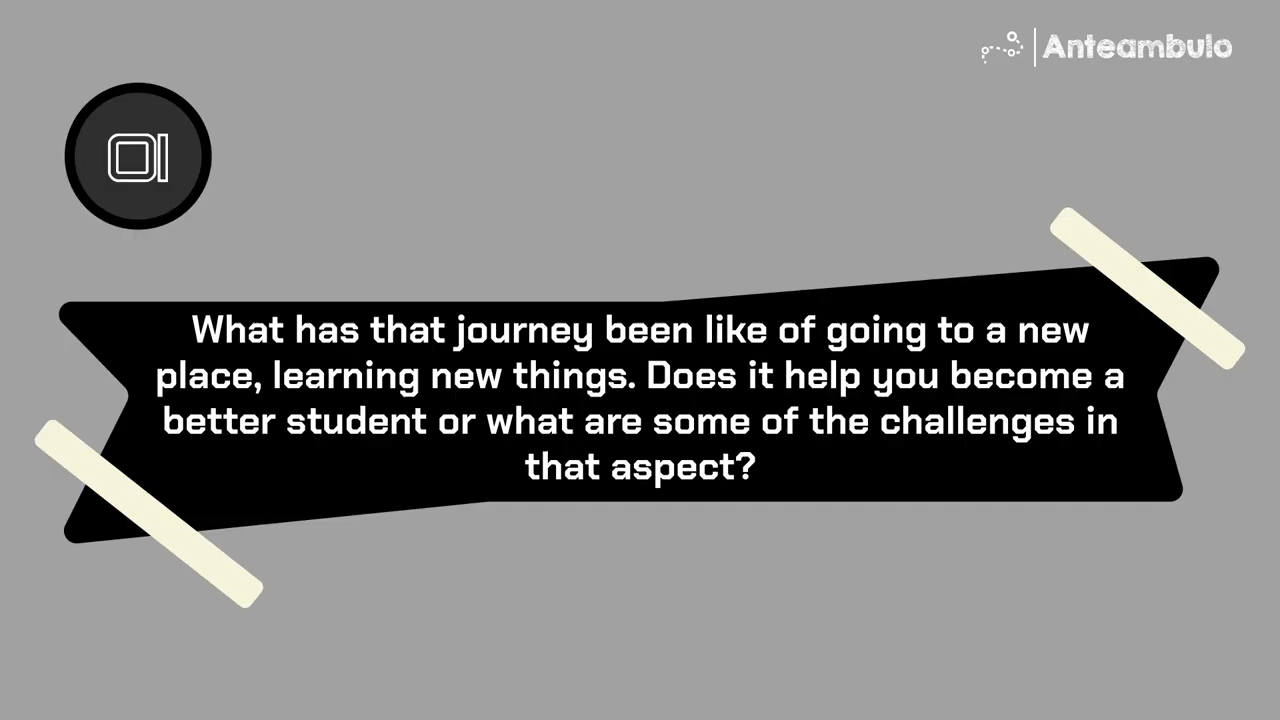 Anteambulo
01
What has that journey been like of going to a new
place, learning new things. Does it help you become a
better student or what are some of the challenges in
that aspect?